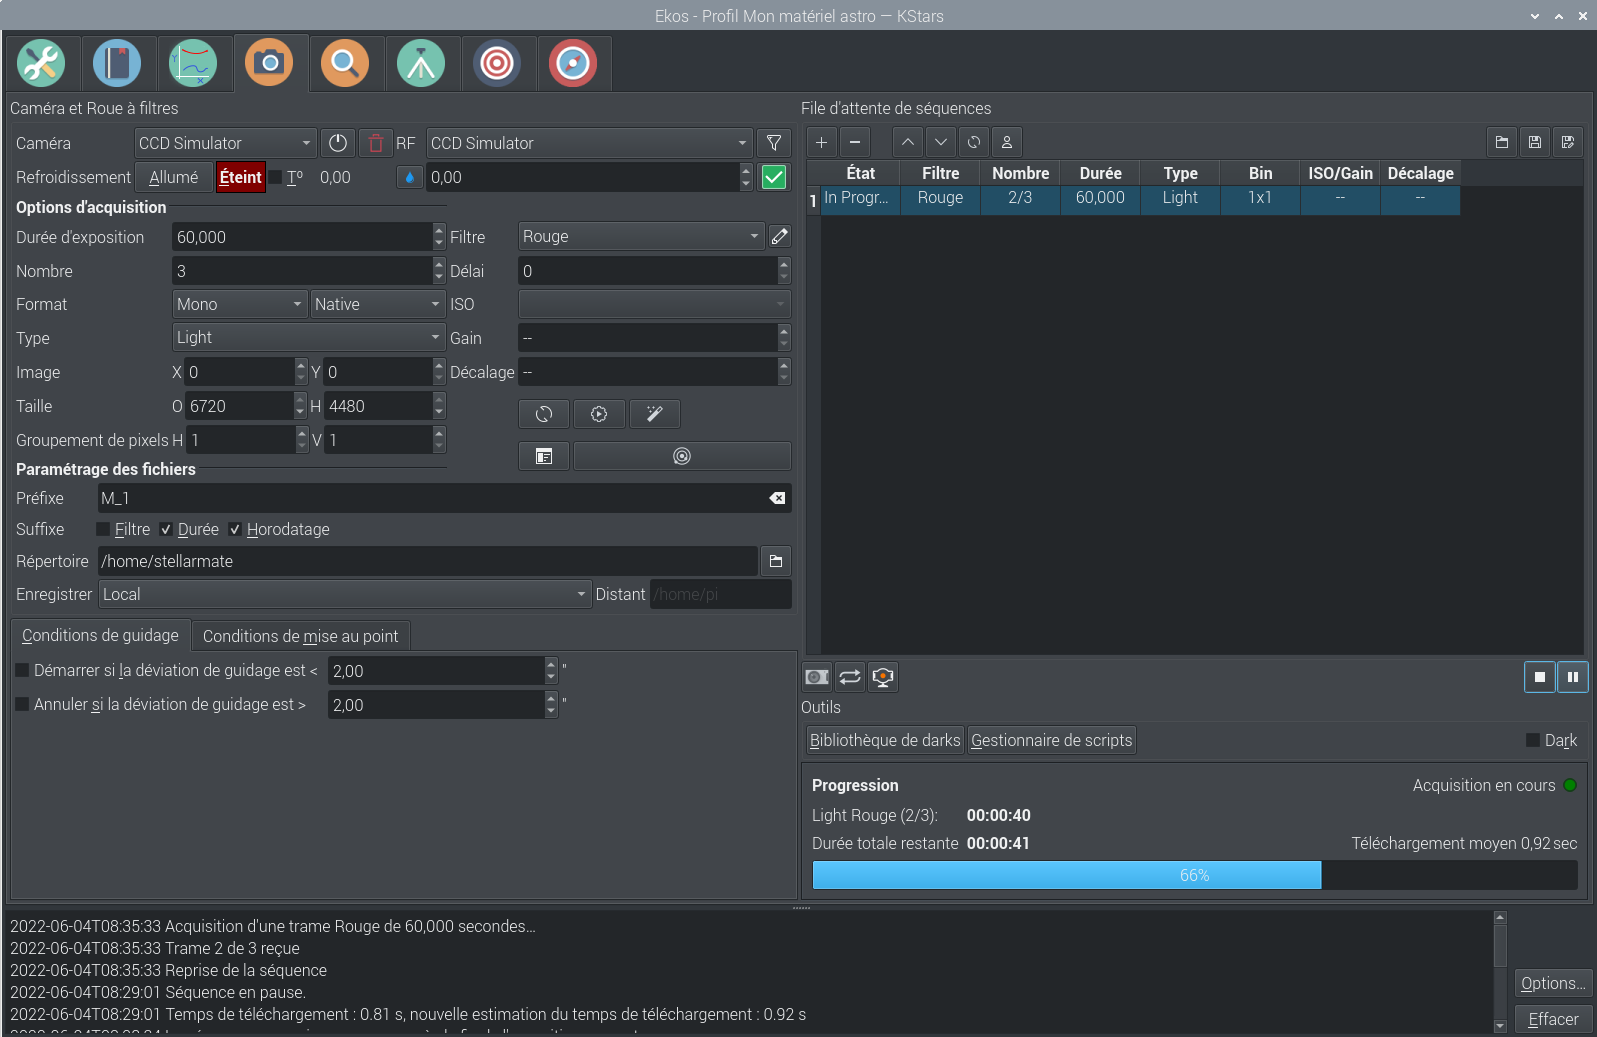 Ekos - Profil Mon matériel astro — KStars
Caméra et Roue à filtres
Caméra CCD Simulator RF CCD Simulator
Refroidissement Allumé Éteint T° 0,00 0,00
Options d'acquisition
Durée d'exposition 60,000 Filtre Rouge
Nombre 3 Délai 0
Format Mono Native ISO
Type Light Gain --
Image X 0 Y 0 Décalage --
Taille O 6720 H 4480
Groupement de pixels H 1 V 1
Paramétrage des fichiers
Préfixe M_1
Suffixe Filtre Durée Horodatage
Répertoire /home/stellarmate
Enregistrer Local Distant /home/pi
Conditions de guidage Conditions de mise au point
Démarrer si la déviation de guidage est < 2,00 "
Annuler si la déviation de guidage est > 2,00 "
File d'attente de séquences
État Filtre Nombre Durée Type Bin ISO/Gain Décalage
1 In Progr... Rouge 2/3 60,000 Light 1x1 -- --
Outils
Bibliothèque de darks Gestionnaire de scripts Dark
Progression Acquisition en cours
Light Rouge (2/3): 00:00:40
Durée totale restante 00:00:41 Téléchargement moyen 0,92 sec
66%
2022-06-04T08:35:33 Acquisition d'une trame Rouge de 60,000 secondes...
2022-06-04T08:35:33 Trame 2 de 3 reçue
2022-06-04T08:35:33 Reprise de la séquence
2022-06-04T08:29:01 Séquence en pause.
2022-06-04T08:29:01 Temps de téléchargement : 0.81 s, nouvelle estimation du temps de téléchargement : 0.92 s
Options...
Effacer